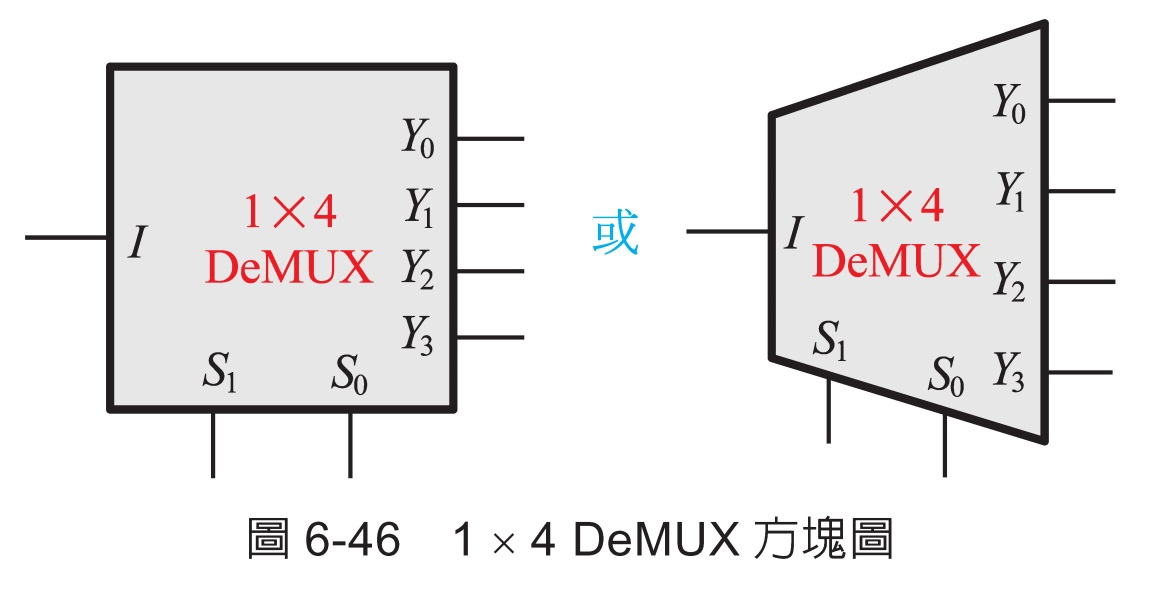 I
1×4
DeMUX
Y0
Y1
Y2
Y3
S1
S0
或
I
1×4
DeMUX
Y0
Y1
Y2
Y3
S1
S0
圖 6-46 1 × 4 DeMUX 方塊圖